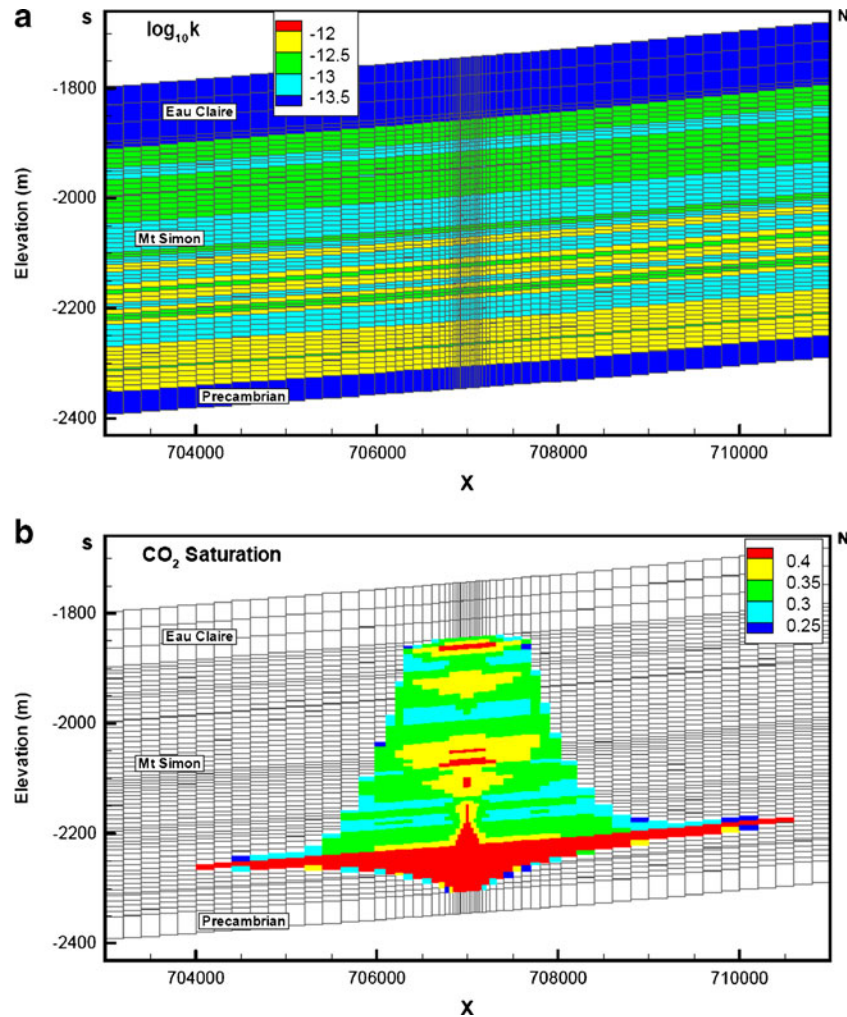 a
S
log₁₀k
N
-12
-12.5
-13
-13.5
Eau Claire
Mt Simon
Precambrian
Elevation (m)
-1800
-2000
-2200
-2400
704000 706000 708000 710000
X
b
S
CO₂ Saturation
N
0.4
0.35
0.3
0.25
Eau Claire
Mt Simon
Precambrian
Elevation (m)
-1800
-2000
-2200
-2400
704000 706000 708000 710000
X